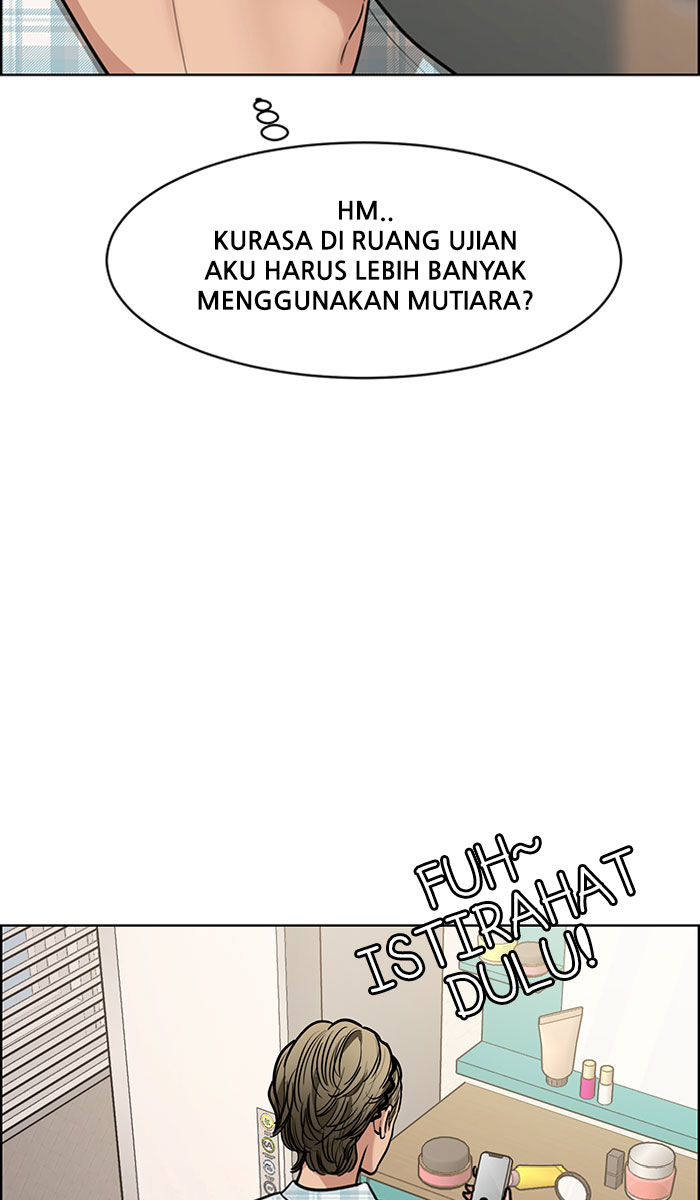 HM..
KURASA DI RUANG UJIAN
AKU HARUS LEBIH BANYAK
MENGGUNAKAN MUTIARA?
FUH~
ISTIRAHAT
DULU!